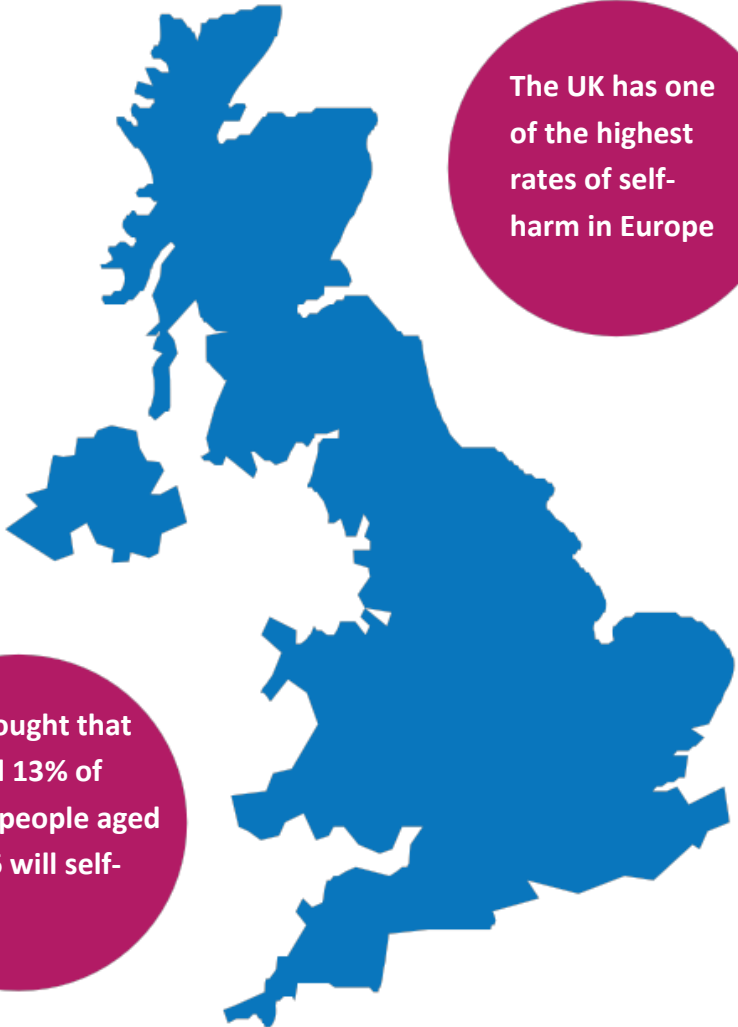 The UK has one
of the highest
rates of self-
harm in Europe
ought that
13% of
people aged
will self-